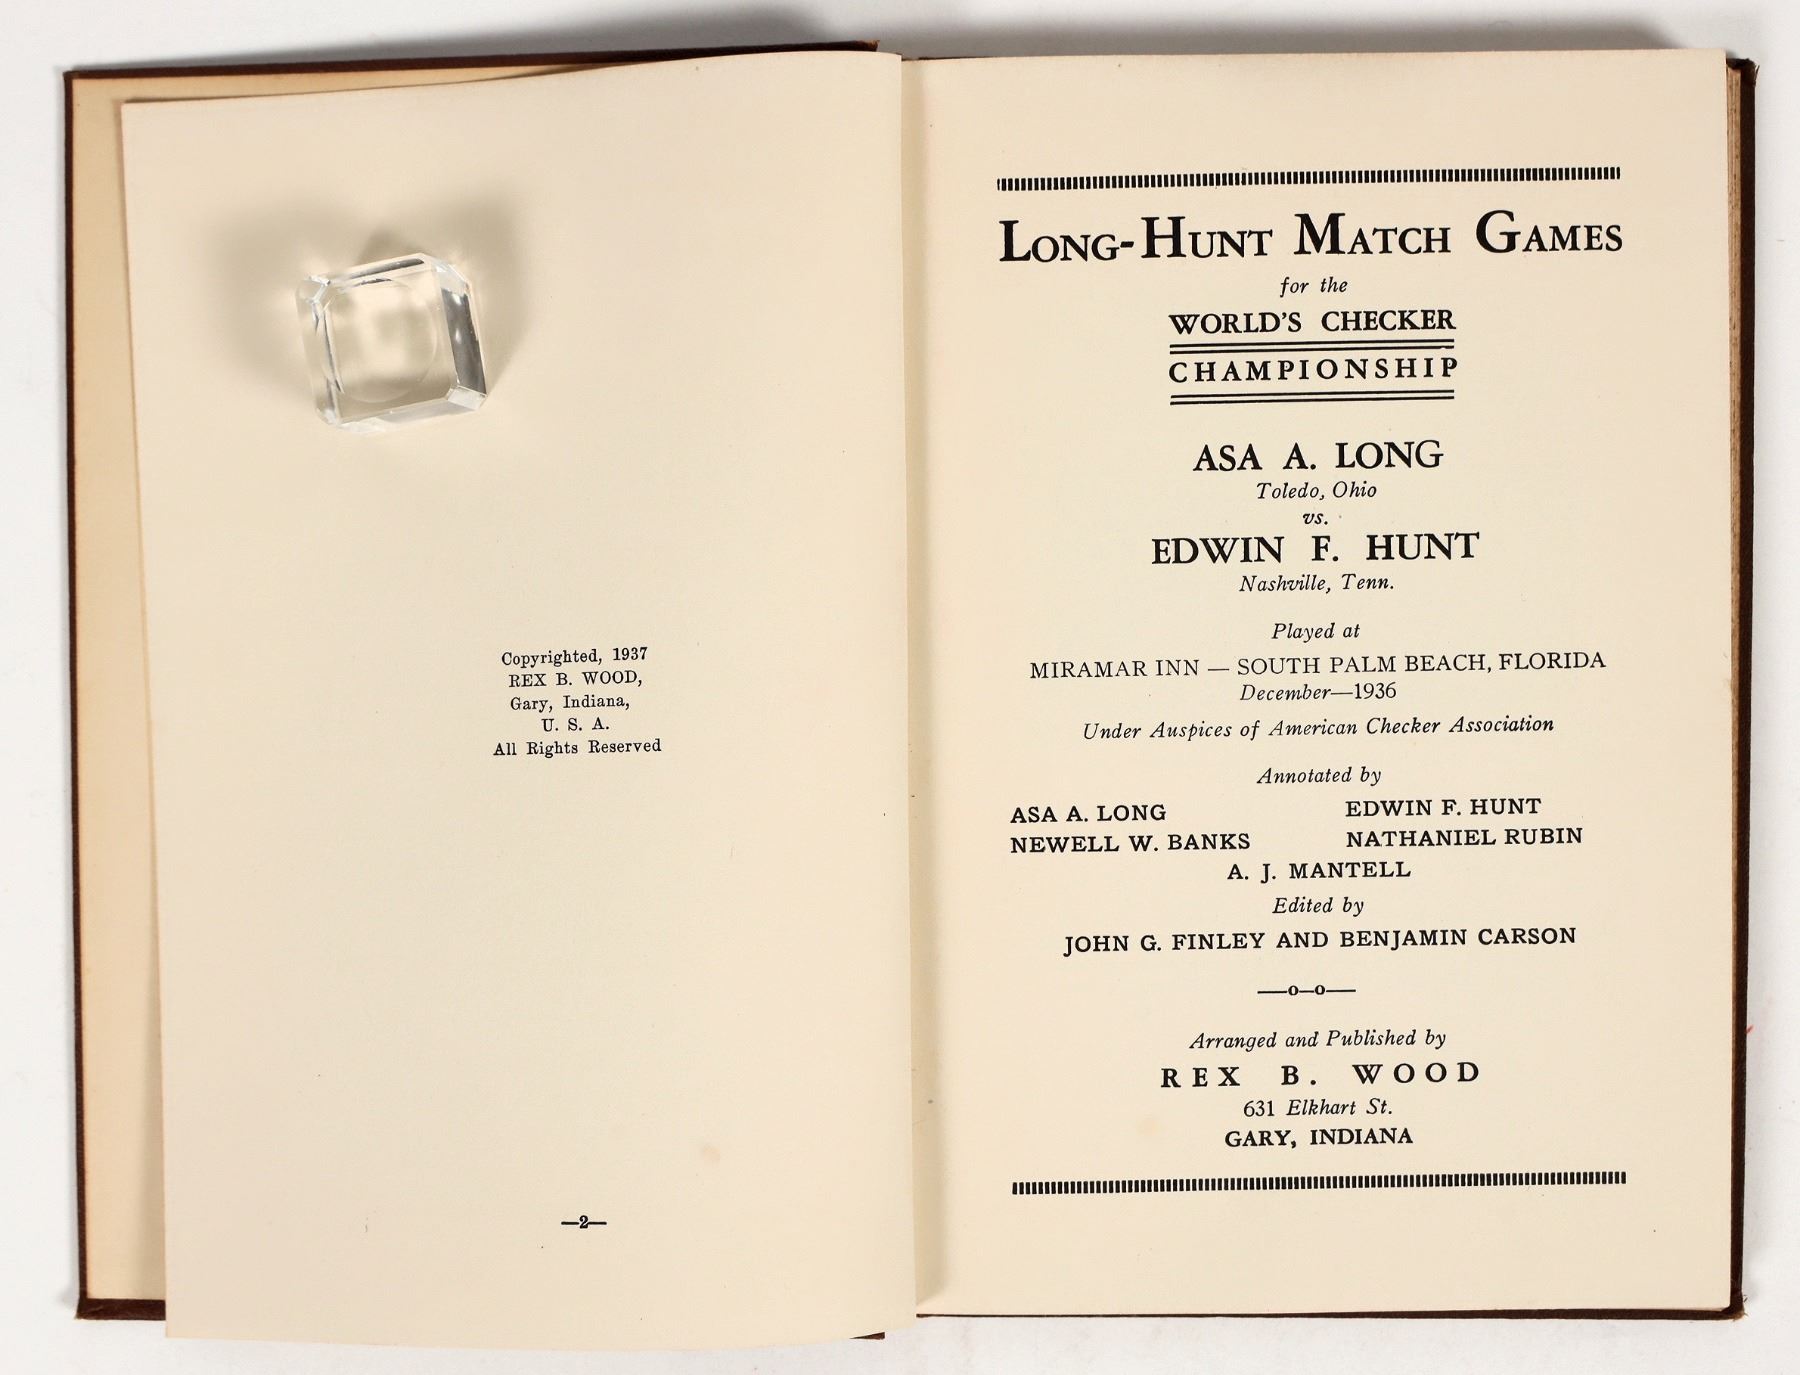 Copyrighted, 1937
REX B. WOOD,
Gary, Indiana,
U. S. A.
All Rights Reserved
—2—
LONG-HUNT MATCH GAMES
for the
WORLD'S CHECKER
CHAMPIONSHIP
ASA A. LONG
Toledo, Ohio
vs.
EDWIN F. HUNT
Nashville, Tenn.
Played at
MIRAMAR INN — SOUTH PALM BEACH, FLORIDA
December—1936
Under Auspices of American Checker Association
Annotated by
ASA A. LONG EDWIN F. HUNT
NEWELL W. BANKS NATHANIEL RUBIN
A. J. MANTELL
Edited by
JOHN G. FINLEY AND BENJAMIN CARSON
—o—o—
Arranged and Published by
REX B. WOOD
631 Elkhart St.
GARY, INDIANA